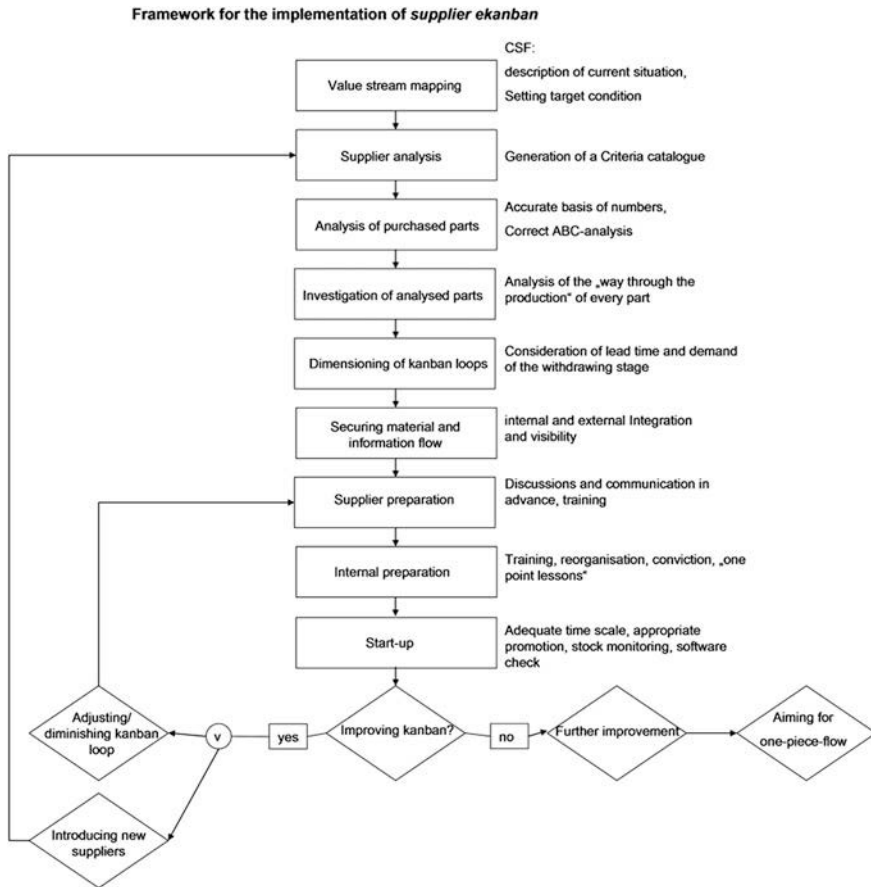 Framework for the implementation of supplier ekanban
CSF:
Value stream mapping
description of current situation,
Setting target condition
Supplier analysis
Generation of a Criteria catalogue
Analysis of purchased parts
Accurate basis of numbers,
Correct ABC-analysis
Investigation of analysed parts
Analysis of the „way through the
production“ of every part
Dimensioning of kanban loops
Consideration of lead time and demand
of the withdrawing stage
Securing material and
information flow
internal and external Integration
and visibility
Supplier preparation
Discussions and communication in
advance, training
Internal preparation
Training, reorganisation, conviction, „one
point lessons“
Start-up
Adequate time scale, appropriate
promotion, stock monitoring, software
check
Adjusting/
diminishing kanban
loop
v
yes
Improving kanban?
no
Further improvement
Aiming for
one-piece-flow
Introducing new
suppliers